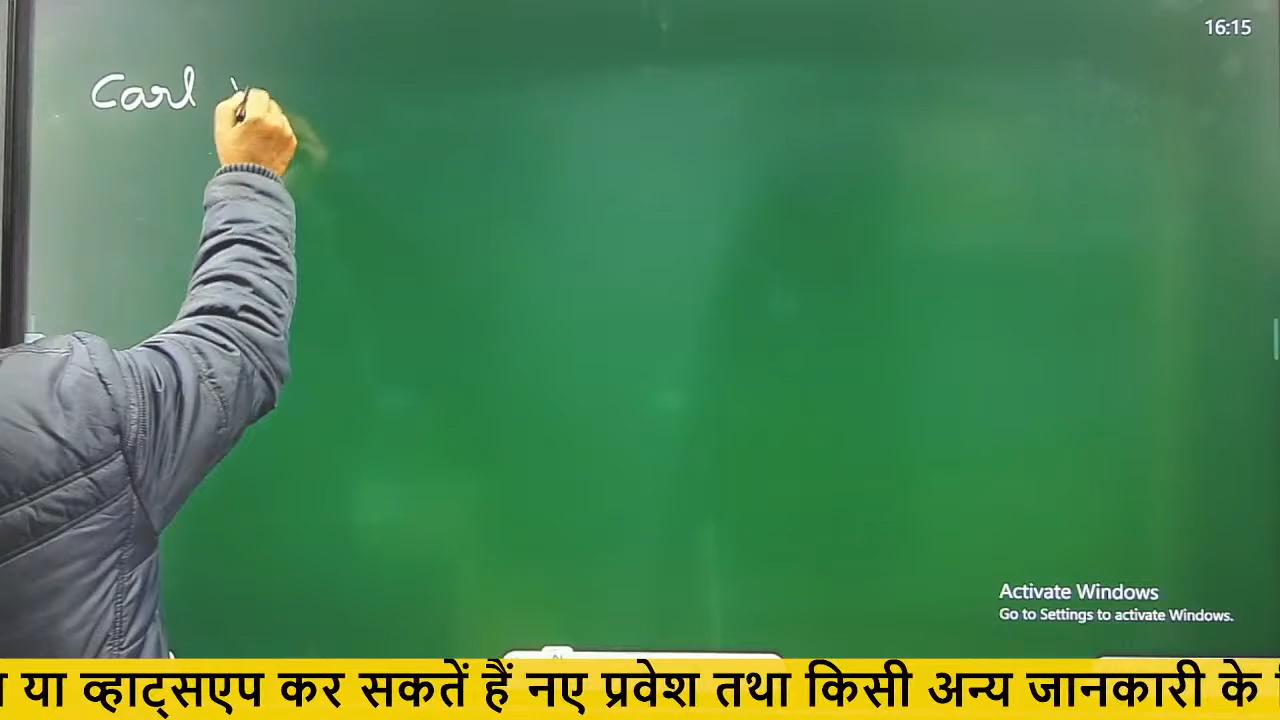 16:15
Carl
Activate Windows
Go to Settings to activate Windows.
या व्हाट्सएप कर सकतें हैं नए प्रवेश तथा किसी अन्य जानकारी के